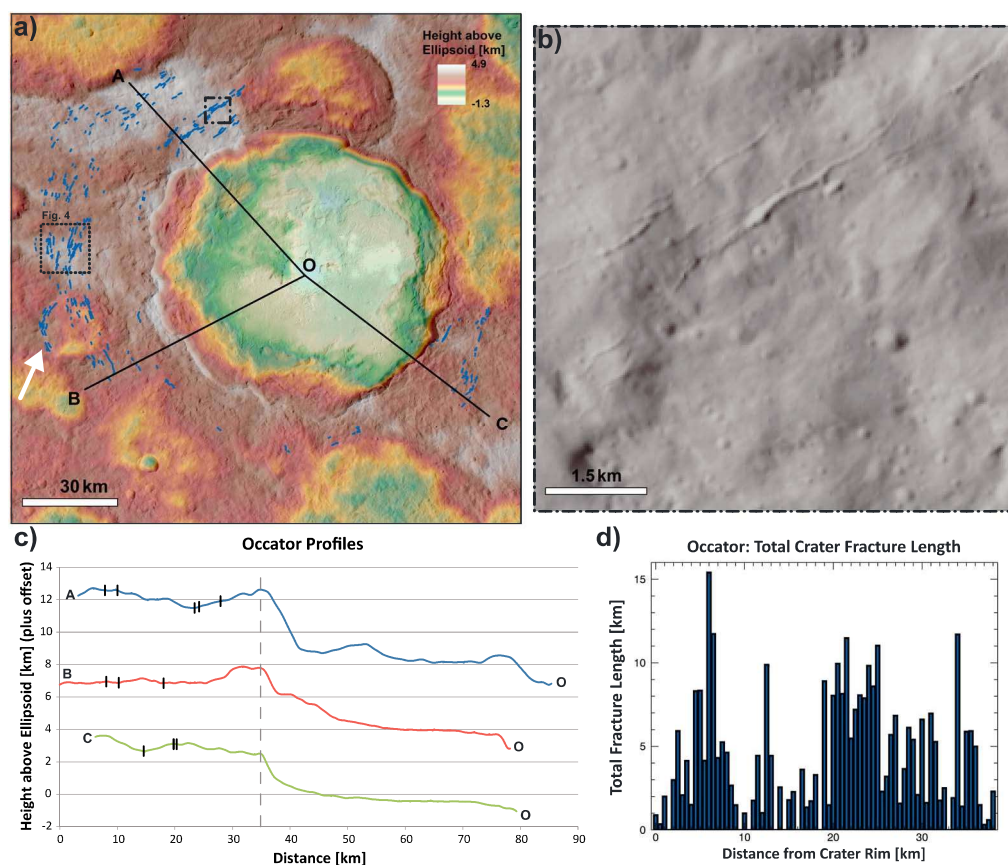 a)
Height above
Ellipsoid [km]
4.9
-1.3
A
Fig. 4
O
B
C
30 km
b)
1.5 km
c)
Occator Profiles
Height above Ellipsoid [km] (plus offset)
14
12
10
8
6
4
2
0
-2
A
B
C
O
O
O
0
10
20
30
40
50
60
70
80
90
Distance [km]
d)
Occator: Total Crater Fracture Length
Total Fracture Length [km]
15
10
5
0
0
10
20
30
Distance from Crater Rim [km]